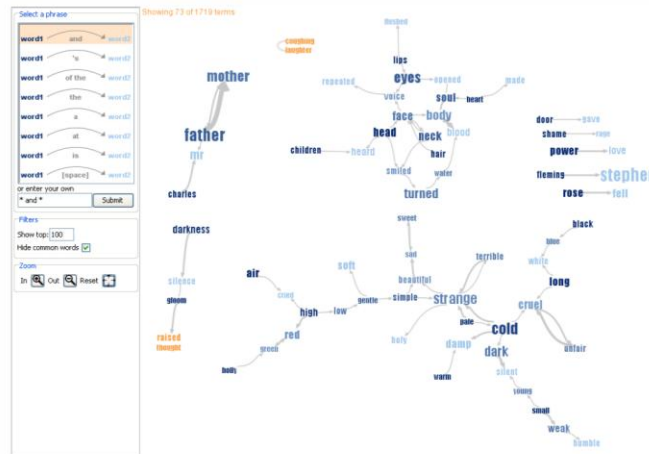 Select a phrase
word1 and word2
word1 's word2
word1 of the word2
word1 the word2
word1 a word2
word1 at word2
word1 is word2
word1 [space] word2
or enter your own
* and *
Submit
Filters
Show top: 100
Hide common words
Zoom
In Out Reset
Showing 73 of 1719 terms
flushed
coughing
laughter
lips
mother
eyes
repeated
opened
made
voice
soul
heart
face
body
door
gave
father
head
neck
blood
shame
rage
mr
children
heard
hair
power
love
smiled
water
fleming
stephen
charles
turned
rose
fell
sweet
darkness
black
blue
sad
terrible
air
soft
white
silence
beautiful
long
gloom
cool
gentle
simple
strange
cruel
high
low
pale
cold
raised
red
holy
damp
thought
green
dark
unfair
bully
warm
silent
young
small
weak
humble